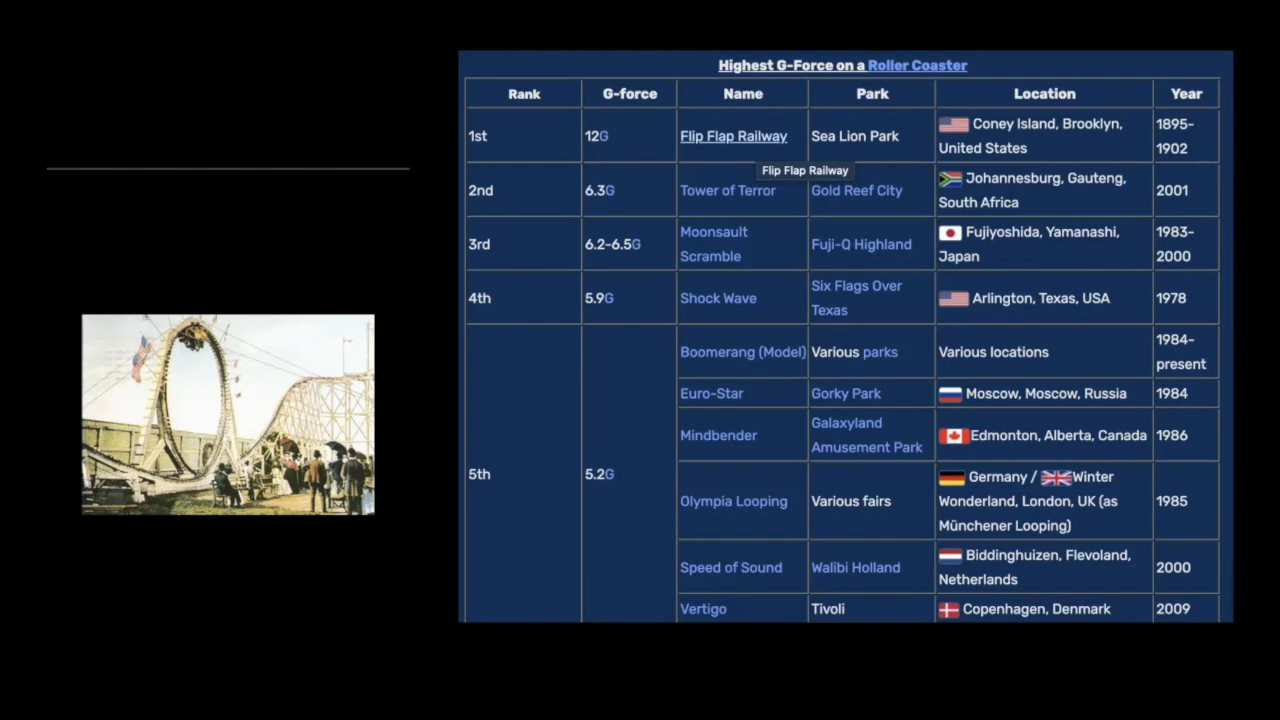 Highest G-Force on a Roller Coaster
Rank G-force Name Park Location Year
1st 12G Flip Flap Railway Sea Lion Park Coney Island, Brooklyn, United States 1895-1902
Flip Flap Railway
2nd 6.3G Tower of Terror Gold Reef City Johannesburg, Gauteng, South Africa 2001
3rd 6.2-6.5G Moonsault Scramble Fuji-Q Highland Fujiyoshida, Yamanashi, Japan 1983-2000
4th 5.9G Shock Wave Six Flags Over Texas Arlington, Texas, USA 1978
5th 5.2G Boomerang (Model) Various parks Various locations 1984-present
Euro-Star Gorky Park Moscow, Moscow, Russia 1984
Mindbender Galaxyland Amusement Park Edmonton, Alberta, Canada 1986
Olympia Looping Various fairs Germany / Winter Wonderland, London, UK (as Münchener Looping) 1985
Speed of Sound Walibi Holland Biddinghuizen, Flevoland, Netherlands 2000
Vertigo Tivoli Copenhagen, Denmark 2009